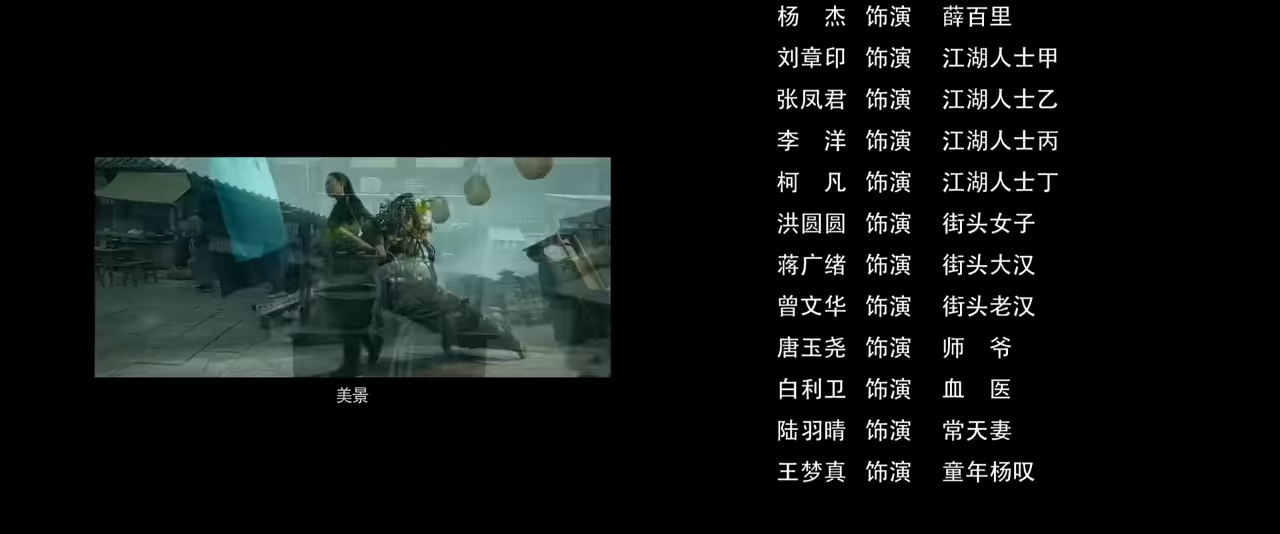 杨　杰 饰演 薛百里
刘章印 饰演 江湖人士甲
张凤君 饰演 江湖人士乙
李　洋 饰演 江湖人士丙
柯　凡 饰演 江湖人士丁
洪圆圆 饰演 街头女子
蒋广绪 饰演 街头大汉
曾文华 饰演 街头老汉
唐玉尧 饰演 师　爷
白利卫 饰演 血　医
陆羽晴 饰演 常天妻
王梦真 饰演 童年杨叹
美景